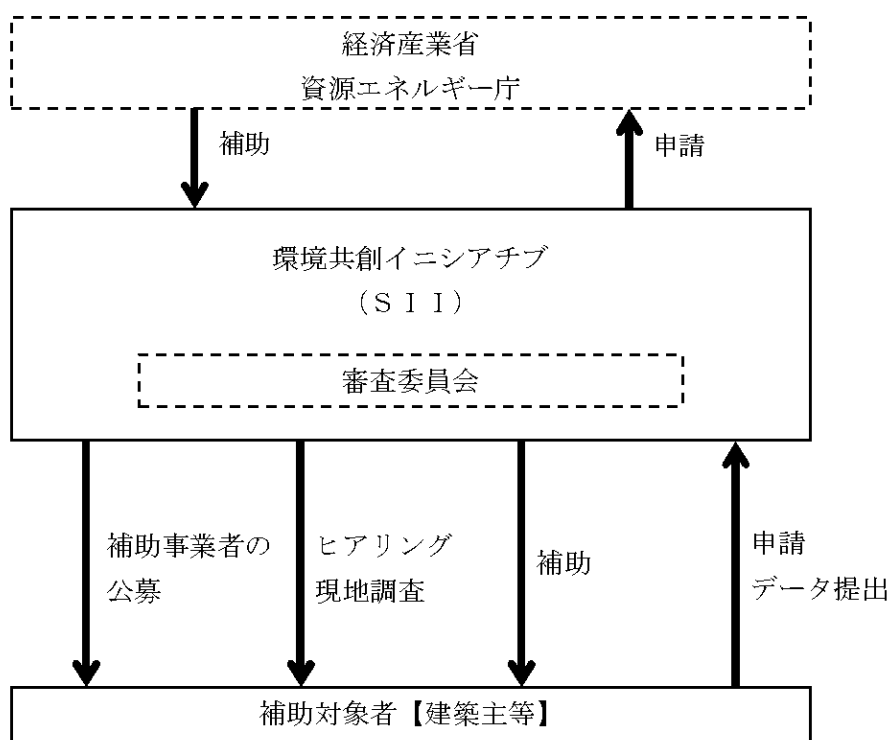 経済産業省
資源エネルギー庁
補助
申請
環境共創イニシアチブ
（ＳＩＩ）
審査委員会
補助事業者の
公募
ヒアリング
現地調査
補助
申請
データ提出
補助対象者【建築主等】